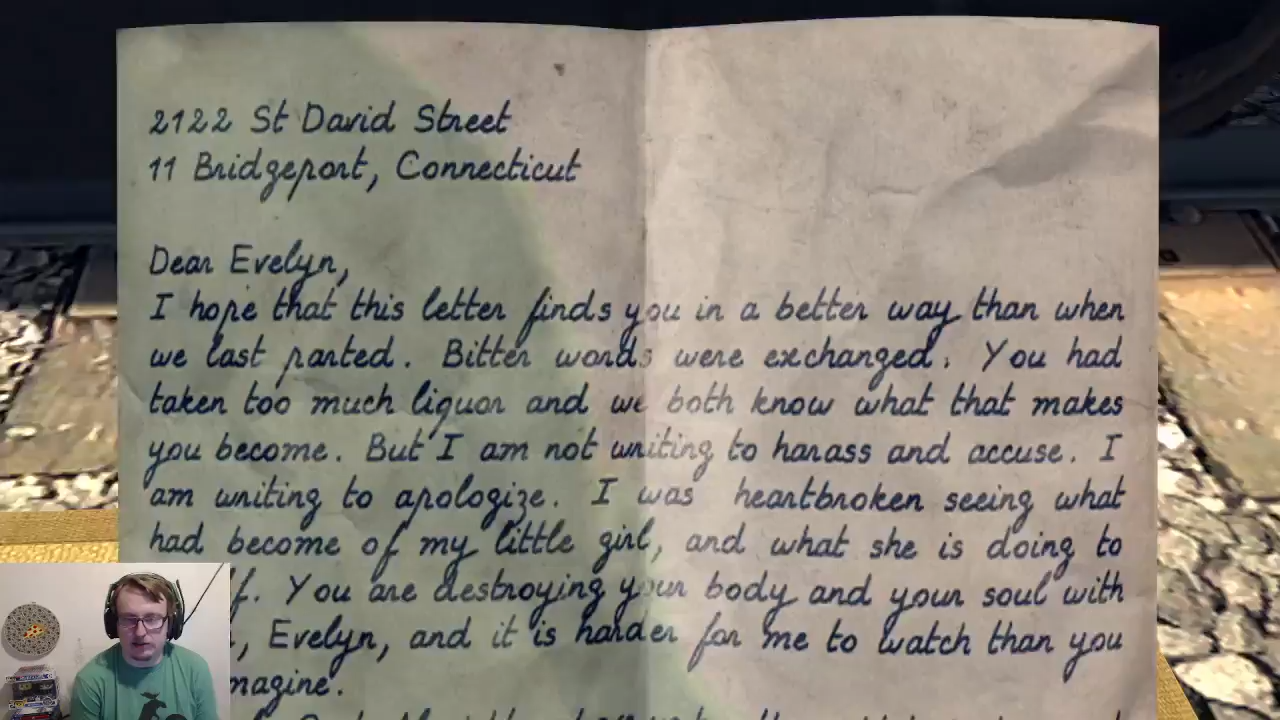 2122 St David Street
11 Bridgeport, Connecticut
Dear Evelyn,
I hope that this letter finds you in a better way than when
we last parted. Bitter words were exchanged. You had
taken too much liquor and we both know what that makes
you become. But I am not writing to harass and accuse. I
am writing to apologize. I was heartbroken seeing what
had become of my little girl, and what she is doing to
f. You are destroying your body and your soul with
, Evelyn, and it is harder for me to watch than you
magine.